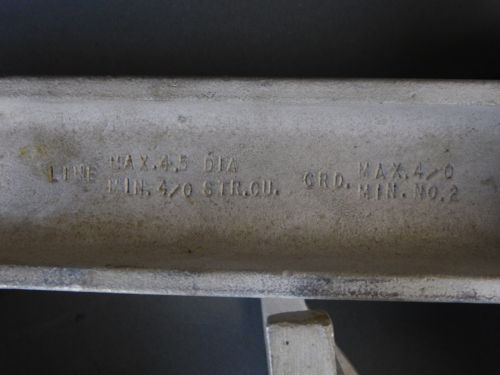 LINE MAX.4.5 DIA
MIN.4/0 STR.CU.
GRD. MAX.4/0
MIN. NO.2